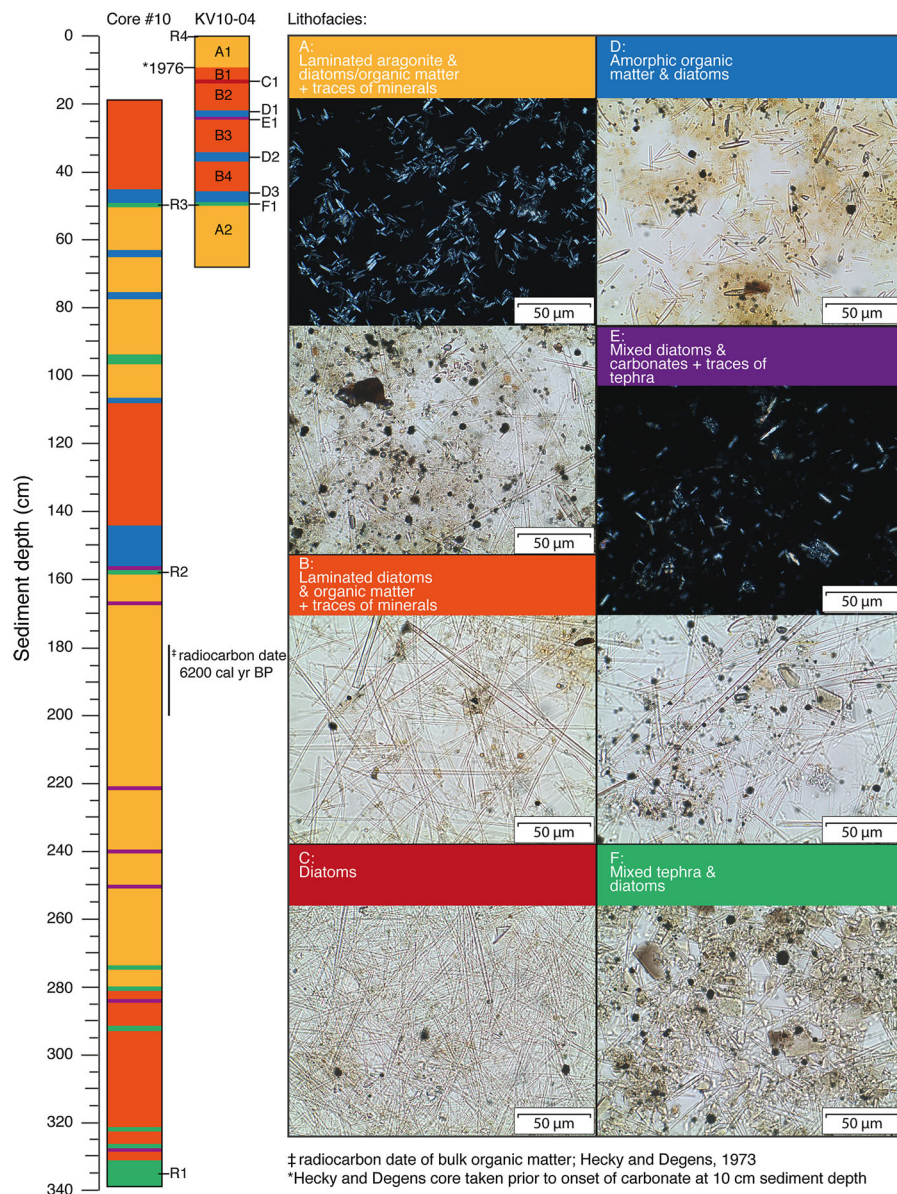 Core #10
KV10-04
Lithofacies:
0
20
40
60
80
100
120
140
160
180
200
220
240
260
280
300
320
340
Sediment depth (cm)
R4
*1976
A1
B1
C1
B2
D1
E1
B3
D2
B4
D3
R3
F1
A2
R2
‡ radiocarbon date
6200 cal yr BP
R1
A:
Laminated aragonite &
diatoms/organic matter
+ traces of minerals
50 µm
50 µm
B:
Laminated diatoms
& organic matter
+ traces of minerals
50 µm
C:
Diatoms
50 µm
D:
Amorphic organic
matter & diatoms
50 µm
E:
Mixed diatoms &
carbonates + traces of
tephra
50 µm
50 µm
F:
Mixed tephra &
diatoms
50 µm
‡ radiocarbon date of bulk organic matter; Hecky and Degens, 1973
*Hecky and Degens core taken prior to onset of carbonate at 10 cm sediment depth